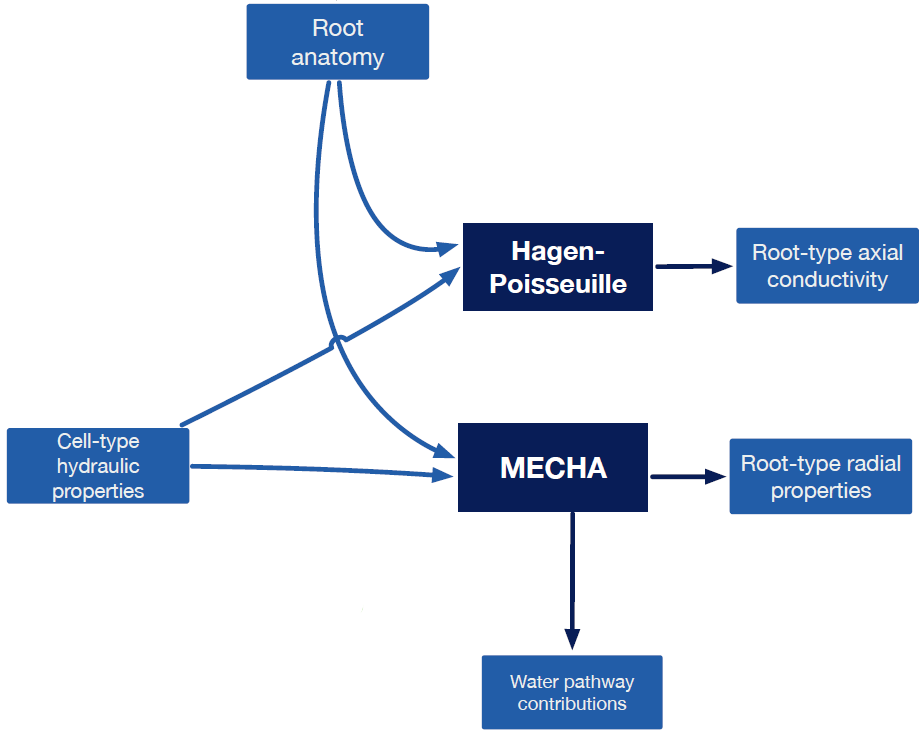 Root
anatomy
Hagen-
Poisseuille
Root-type axial
conductivity
Cell-type
hydraulic
properties
MECHA
Root-type radial
properties
Water pathway
contributions